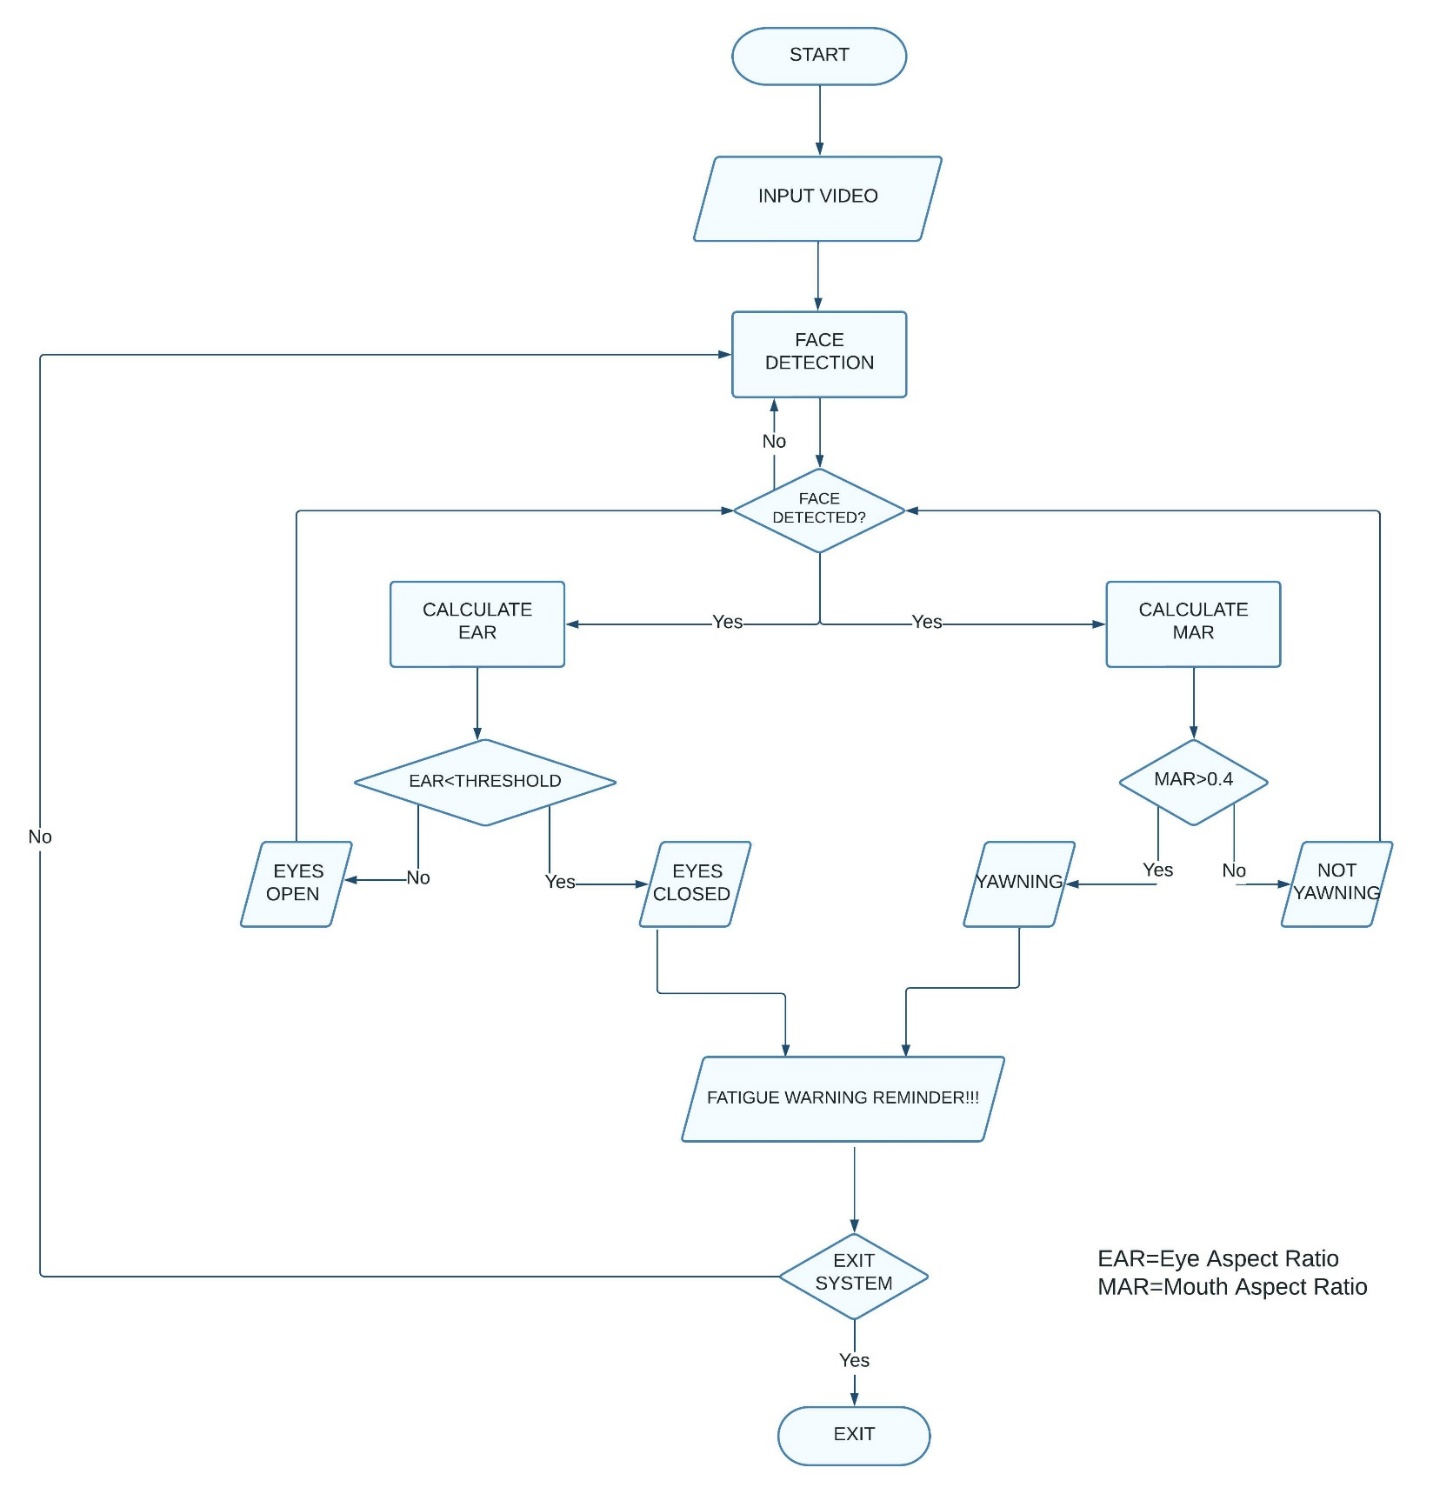 START
INPUT VIDEO
FACE
DETECTION
No
FACE
DETECTED?
CALCULATE
EAR
Yes
Yes
CALCULATE
MAR
EAR<THRESHOLD
MAR>0.4
No
EYES
OPEN
No
Yes
EYES
CLOSED
YAWNING
Yes
No
NOT
YAWNING
FATIGUE WARNING REMINDER!!!
EXIT
SYSTEM
EAR=Eye Aspect Ratio
MAR=Mouth Aspect Ratio
Yes
EXIT